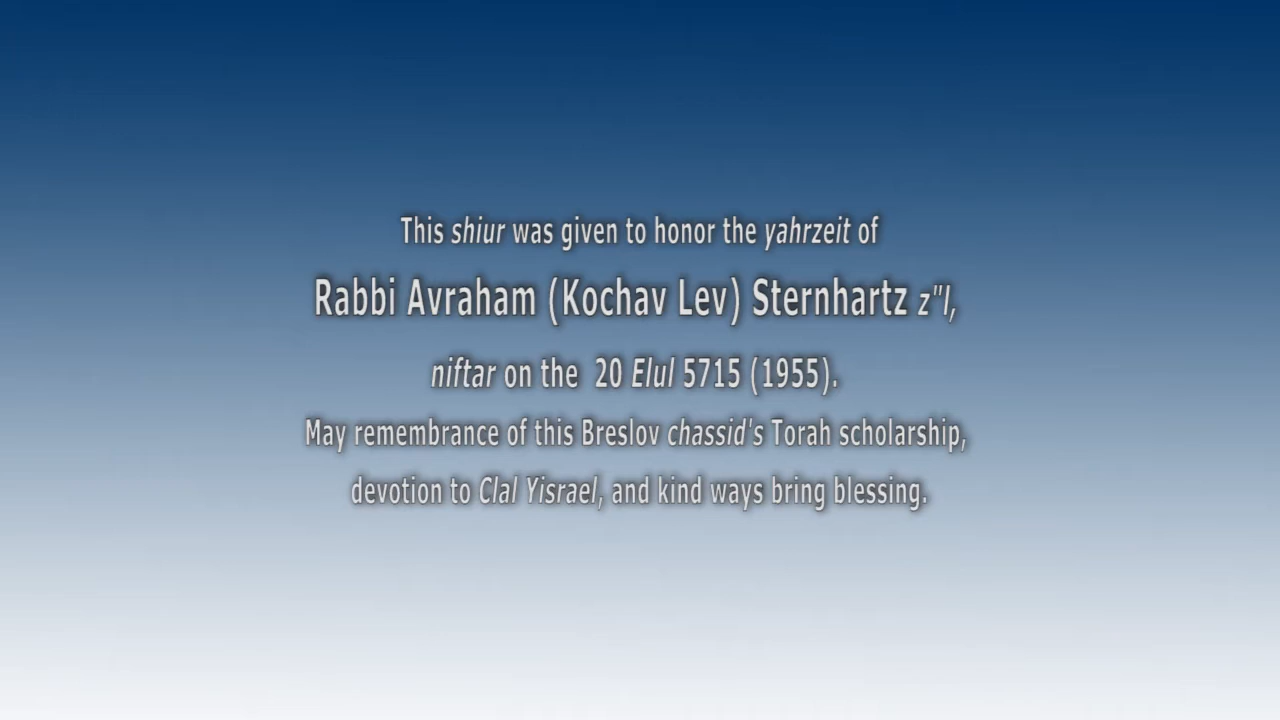 This shiur was given to honor the yahrzeit of
Rabbi Avraham (Kochav Lev) Sternhartz z"l,
niftar on the 20 Elul 5715 (1955).
May remembrance of this Breslov chassid's Torah scholarship,
devotion to Clal Yisrael, and kind ways bring blessing.